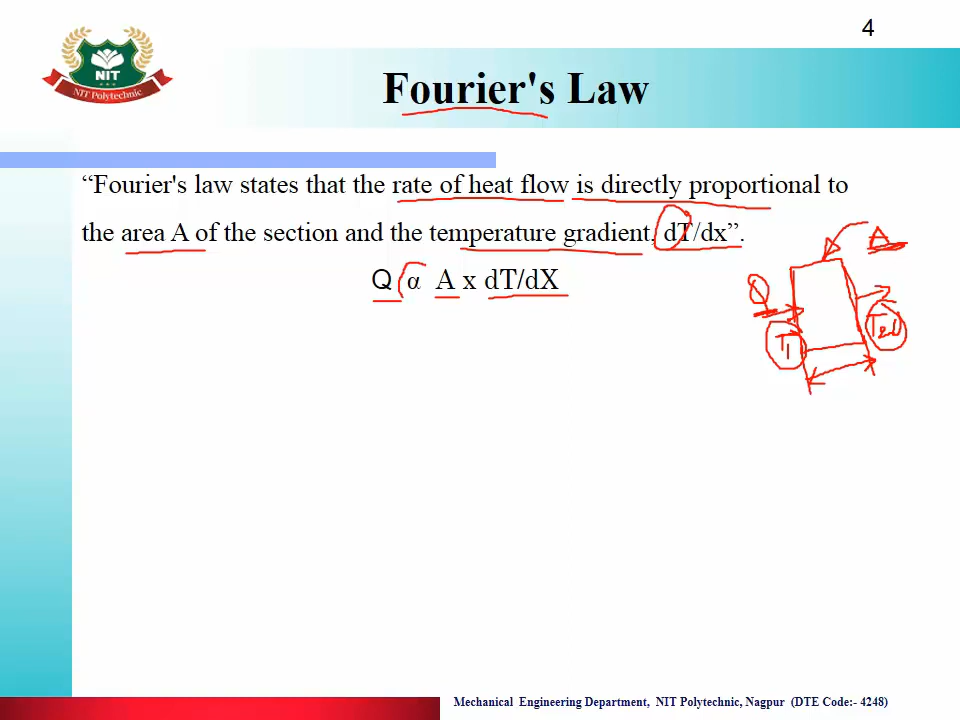 4
NIT
NIT Polytechnic
Fourier's Law
“Fourier's law states that the rate of heat flow is directly proportional to
the area A of the section and the temperature gradient, dT/dx”.
Q α A x dT/dX
A
Q
T1
Mechanical Engineering Department, NIT Polytechnic, Nagpur (DTE Code:- 4248)